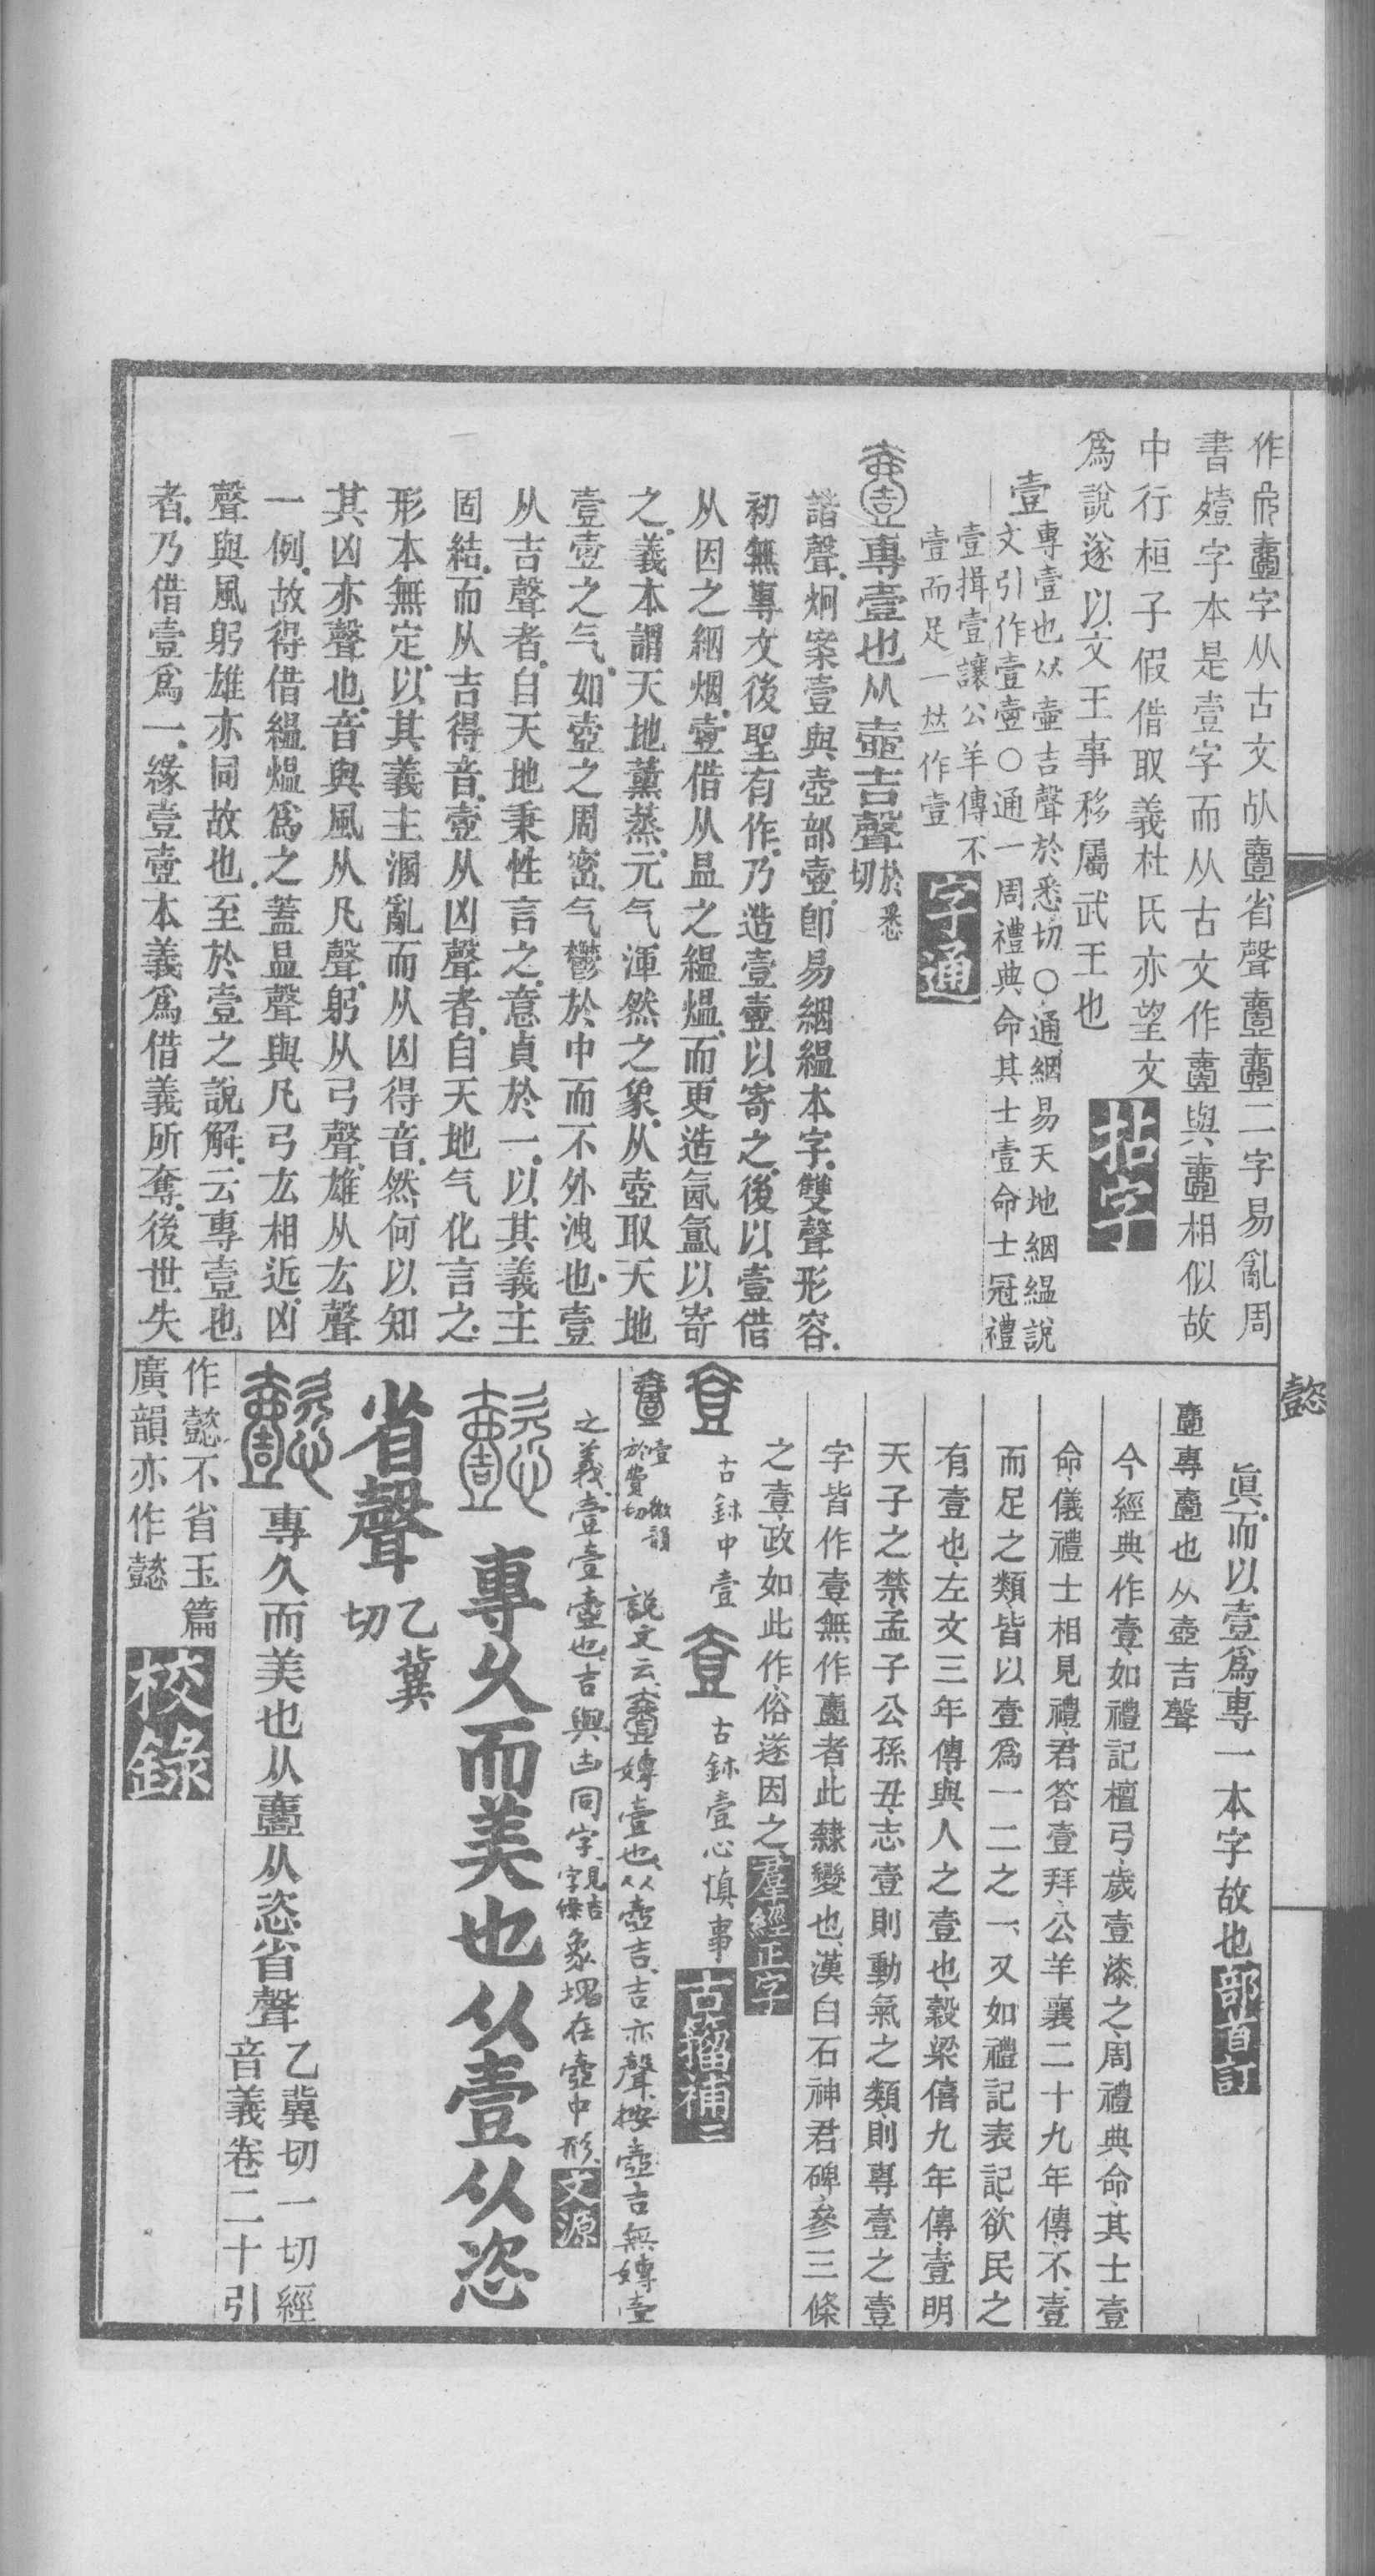 作𠨘𡔷字从古文㫃𡔷省聲𡔷𡔷二字易亂周
書殪字本是壹字而从古文作𡔷與𡔷相似故
中行桓子假借取義杜氏亦望文
爲說遂以文王事移屬武王也
拈字
壹
專壹也从壷吉聲於悉切○通絪易天地絪縕說
文引作壹壺○通一周禮典命其士壹命士冠禮
壹揖壹讓公羊傳不
壹而足一𠀤作壹
字通
專壹也从壷吉聲
於悉
切
諧聲炯案壹與壺部壺卽易絪縕本字雙聲形容
初無專文後聖有作乃造壹壺以寄之後以壹借
从因之絪烟壺借从昷之縕熅而更造氤氳以寄
之義本謂天地薰蒸元气渾然之象从壺取天地
壹壺之气如壺之周密气鬱於中而不外洩也壹
从吉聲者自天地秉性言之意貞於一以其義主
固結而从吉得音壺从凶聲者自天地气化言之
形本無定以其義主溷亂而从凶得音然何以知
其凶亦聲也音與風从凡聲躬从弓聲雄从厷聲
一例故得借縕熅爲之蓋昷聲與凡弓厷相近凶
聲與風躬雄亦同故也至於壹之說解云專壹也
者乃借壹爲一緣壹壺本義爲借義所奪後世失
懿
眞而以壹爲專一本字故也
部首訂
𡔷專𡔷也从壺吉聲
今經典作壹如禮記檀弓歲壹漆之周禮典命其士壹
命儀禮士相見禮君答壹拜公羊襄二十九年傳不壹
而足之類皆以壹爲一二之一又如禮記表記欲民之
有壹也左文三年傳與人之壹也穀梁僖九年傳壹明
天子之禁孟子公孫丑志壹則動氣之類則專壹之壹
字皆作壹無作𡔷者此隸變也漢白石神君碑參三條
之壹政如此作俗遂因之
羣經正字
古鉢中壹
古鉢壹心愼事
古籀補二
壹 微韻
於費切
說文云壹嫥壹也从壺吉吉亦聲按壺吉無嫥壹
之義壹壹壺也吉與凷同字
見吉
字條
象塊在壺中形
文源
專久而美也从壹从恣
省聲
乙冀
切
專久而美也从𡔷从恣省聲
乙冀切一切經
音義卷二十引
作懿不省玉篇
廣韻亦作懿
校錄